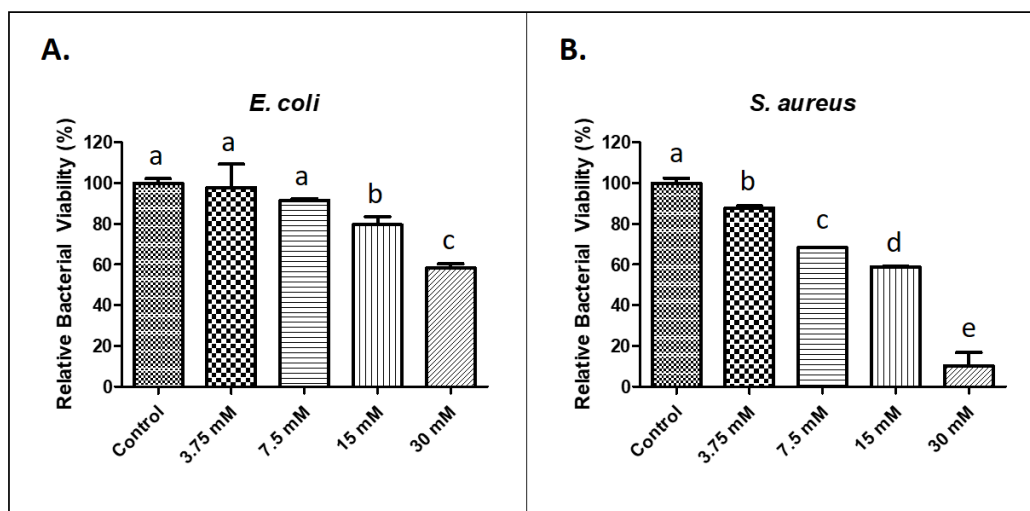 A.
E. coli
Relative Bacterial Viability (%)
120
100
80
60
40
20
0
a
a
a
b
c
Control
3.75 mM
7.5 mM
15 mM
30 mM
B.
S. aureus
Relative Bacterial Viability (%)
120
100
80
60
40
20
0
a
b
c
d
e
Control
3.75 mM
7.5 mM
15 mM
30 mM